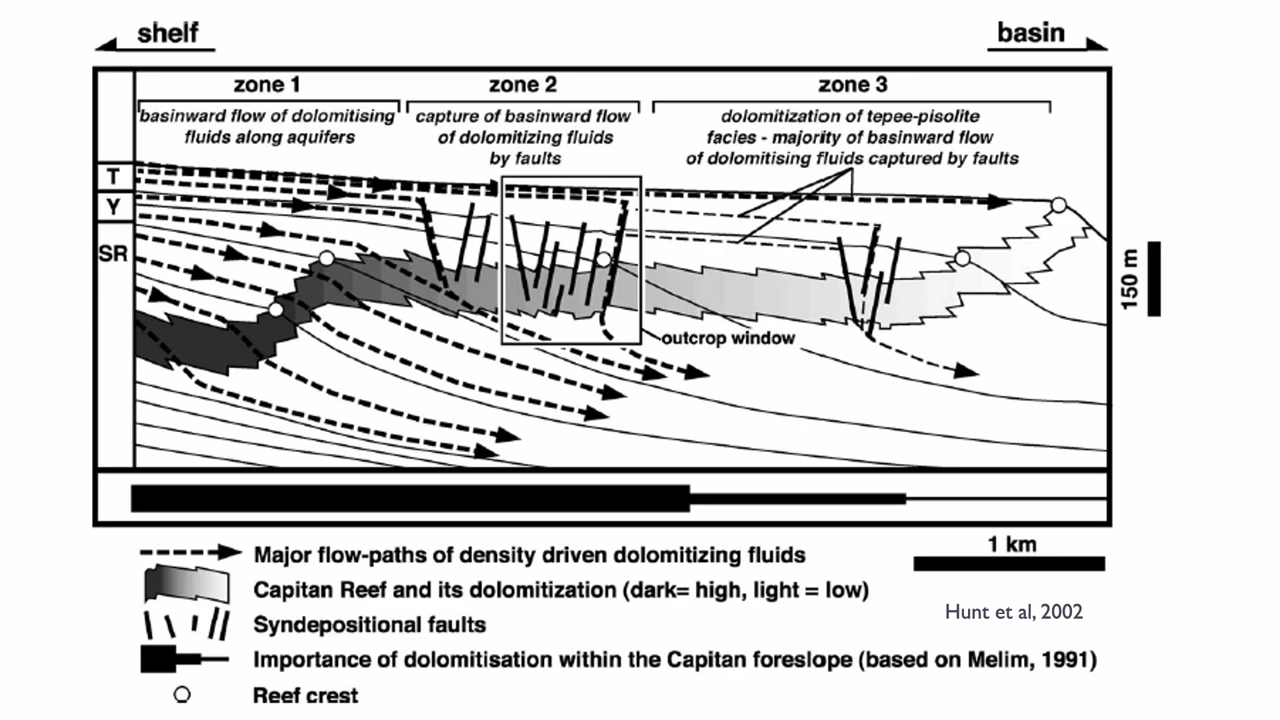 shelf
basin
zone 1
zone 2
zone 3
basinward flow of dolomitising
fluids along aquifers
capture of basinward flow
of dolomitizing fluids
by faults
dolomitization of tepee-pisolite
facies - majority of basinward flow
of dolomitising fluids captured by faults
T
Y
SR
150 m
outcrop window
1 km
Major flow-paths of density driven dolomitizing fluids
Capitan Reef and its dolomitization (dark= high, light = low)
Hunt et al, 2002
Syndepositional faults
Importance of dolomitisation within the Capitan foreslope (based on Melim, 1991)
Reef crest